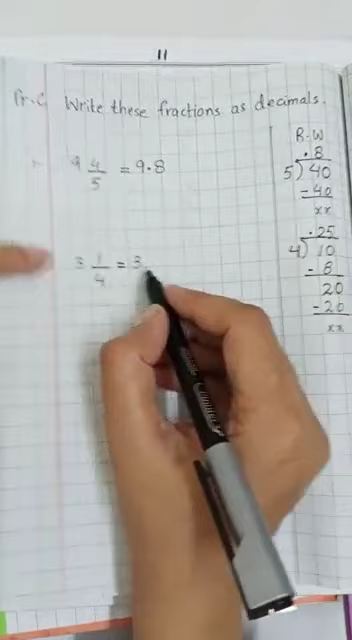 11
Pr-C Write these fractions as decimals.
9 4/5 = 9.8
3 1/4 = 3.
R.W
.8
5) 40
- 40
xx
.25
4) 10
- 8
20
- 20
xx